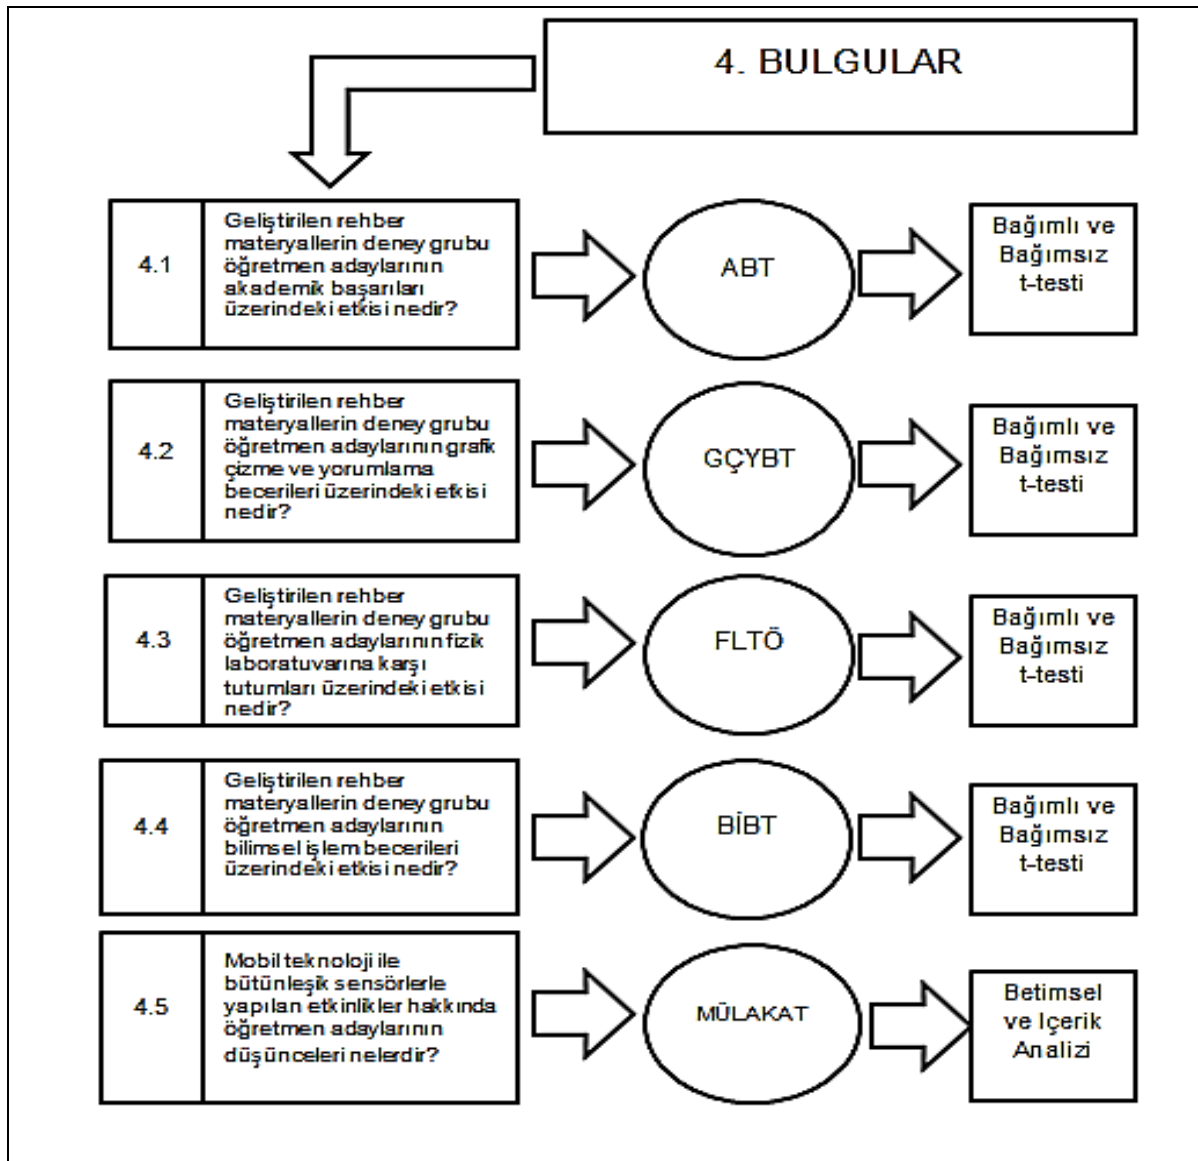 4. BULGULAR
4.1
Geliştirilen rehber
materyallerin deney grubu
öğretmen adaylarının
akademik başarıları
üzerindeki etkisi nedir?
ABT
Bağımlı ve
Bağımsız
t-testi
4.2
Geliştirilen rehber
materyallerin deney grubu
öğretmen adaylarının grafik
çizme ve yorumlama
becerileri üzerindeki etkisi
nedir?
GÇYBT
Bağımlı ve
Bağımsız
t-testi
4.3
Geliştirilen rehber
materyallerin deney grubu
öğretmen adaylarının fizik
laboratuvarına karşı
tutumları üzerindeki etkisi
nedir?
FLTÖ
Bağımlı ve
Bağımsız
t-testi
4.4
Geliştirilen rehber
materyallerin deney grubu
öğretmen adaylarının
bilimsel işlem becerileri
üzerindeki etkisi nedir?
BİBT
Bağımlı ve
Bağımsız
t-testi
4.5
Mobil teknoloji ile
bütünleşik sensörlerle
yapılan etkinlikler hakkında
öğretmen adaylarının
düşünceleri nelerdir?
MÜLAKAT
Betimsel
ve Içerik
Analizi